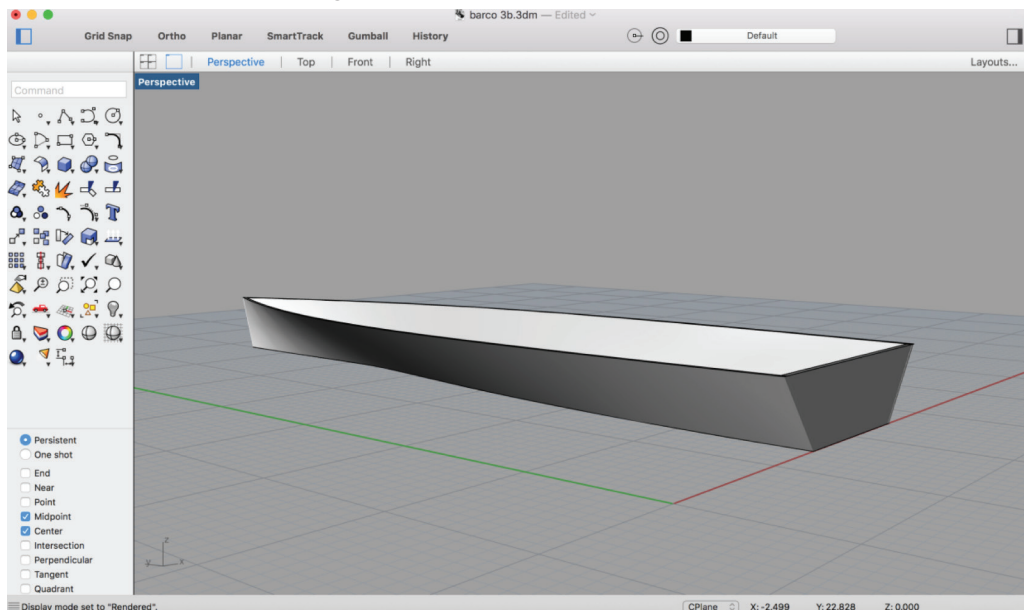 barco 3b.3dm — Edited
Grid Snap Ortho Planar SmartTrack Gumball History Default
Perspective Top Front Right Layouts...
Perspective
Command
z
y x
Persistent
One shot
End
Near
Point
Midpoint
Center
Intersection
Perpendicular
Tangent
Quadrant
Display mode set to "Rendered". CPlane X: -2.499 Y: 22.828 Z: 0.000